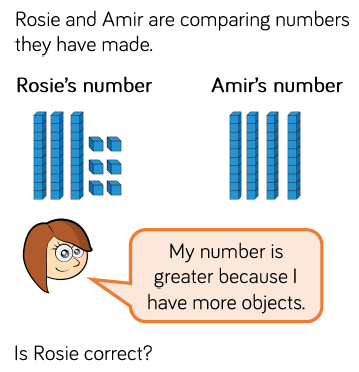 Rosie and Amir are comparing numbers
they have made.
Rosie's number
Amir's number
My number is
greater because I
have more objects.
Is Rosie correct?